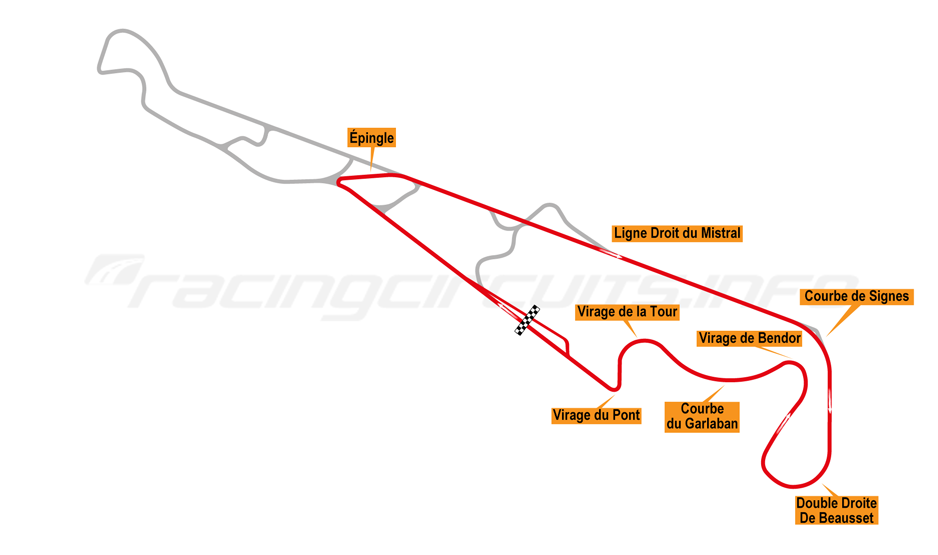 Épingle
Ligne Droit du Mistral
racingcircuits.info
Courbe de Signes
Virage de la Tour
Virage de Bendor
Virage du Pont
Courbe
du Garlaban
Double Droite
De Beausset